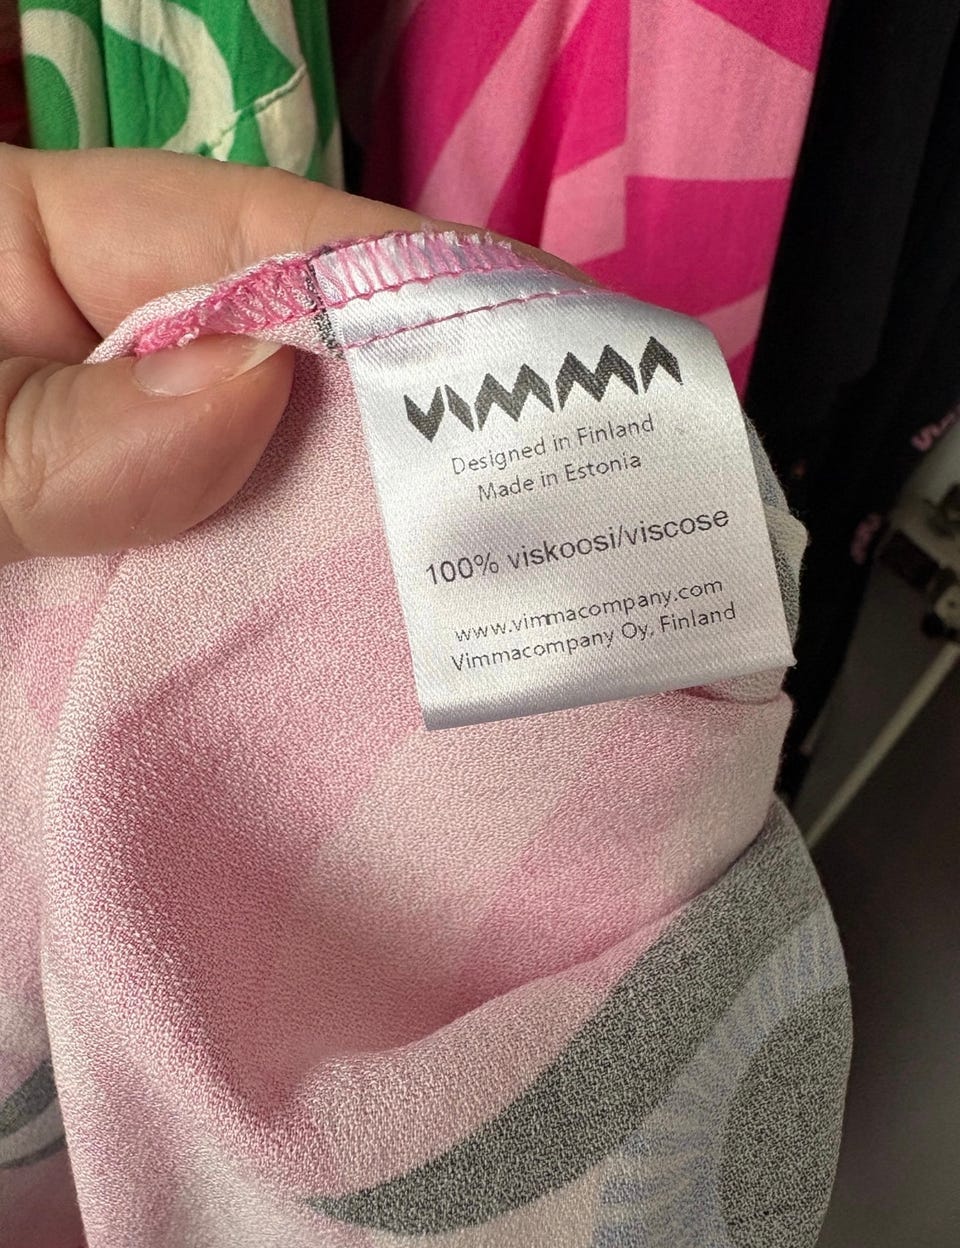 VIMMA
Designed in Finland
Made in Estonia
100% viskoosi/viscose
www.vimmacompany.com
Vimmacompany Oy, Finland